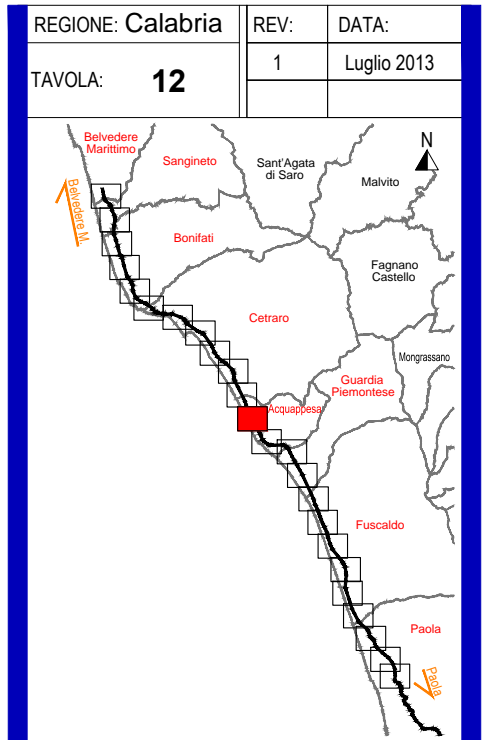 REGIONE: Calabria
REV:
DATA:
TAVOLA: 12
1
Luglio 2013
Belvedere
Marittimo
Sangineto
Sant'Agata
di Saro
Malvito
N
Belvedere M.
Bonifati
Fagnano
Castello
Cetraro
Mongrassano
Guardia
Piemontese
Acquappesa
Fuscaldo
Paola
Paola